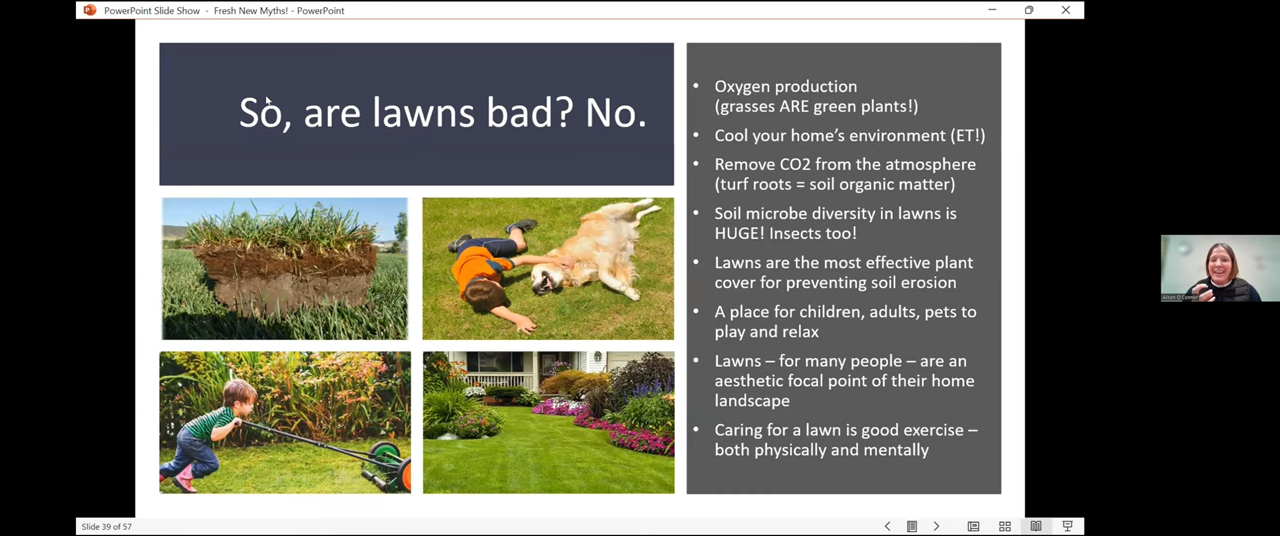 PowerPoint Slide Show - Fresh New Myths! - PowerPoint
So, are lawns bad? No.
• Oxygen production
(grasses ARE green plants!)
• Cool your home's environment (ET!)
• Remove CO2 from the atmosphere
(turf roots = soil organic matter)
• Soil microbe diversity in lawns is
HUGE! Insects too!
• Lawns are the most effective plant
cover for preventing soil erosion
• A place for children, adults, pets to
play and relax
• Lawns – for many people – are an
aesthetic focal point of their home
landscape
• Caring for a lawn is good exercise –
both physically and mentally
Alison O Connor
Slide 39 of 57